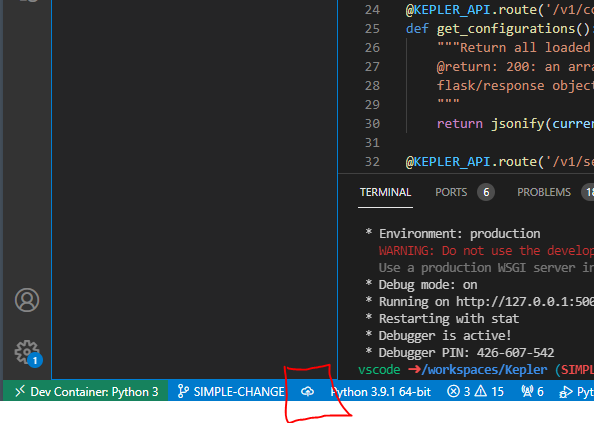 24 @KEPLER_API.route('/v1/co
25 def get_configurations():
26 """Return all loaded
27 @return: 200: an arra
28 flask/response object
29 """
30 return jsonify(curren
31
32 @KEPLER_API.route('/v1/se
TERMINAL PORTS 6 PROBLEMS 18
* Environment: production
WARNING: Do not use the develop
Use a production WSGI server in
* Debug mode: on
* Running on http://127.0.0.1:500
* Restarting with stat
* Debugger is active!
* Debugger PIN: 426-607-542
vscode ➜/workspaces/Kepler (SIMPL
1
Dev Container: Python 3 SIMPLE-CHANGE Python 3.9.1 64-bit 3 15 6 Pyt